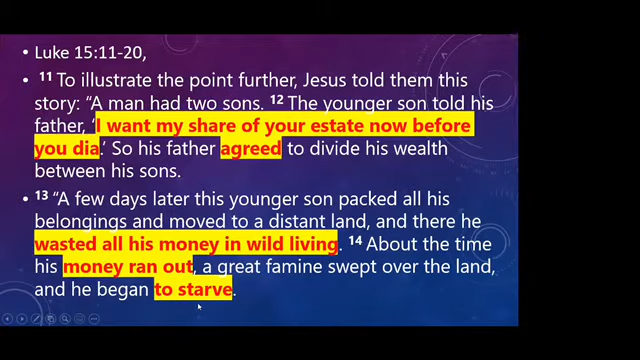 • Luke 15:11-20,
• 11 To illustrate the point further, Jesus told them this
story: “A man had two sons. 12 The younger son told his
father, ‘I want my share of your estate now before
you dia.’ So his father agreed to divide his wealth
between his sons.
• 13 “A few days later this younger son packed all his
belongings and moved to a distant land, and there he
wasted all his money in wild living. 14 About the time
his money ran out, a great famine swept over the land,
and he began to starve.